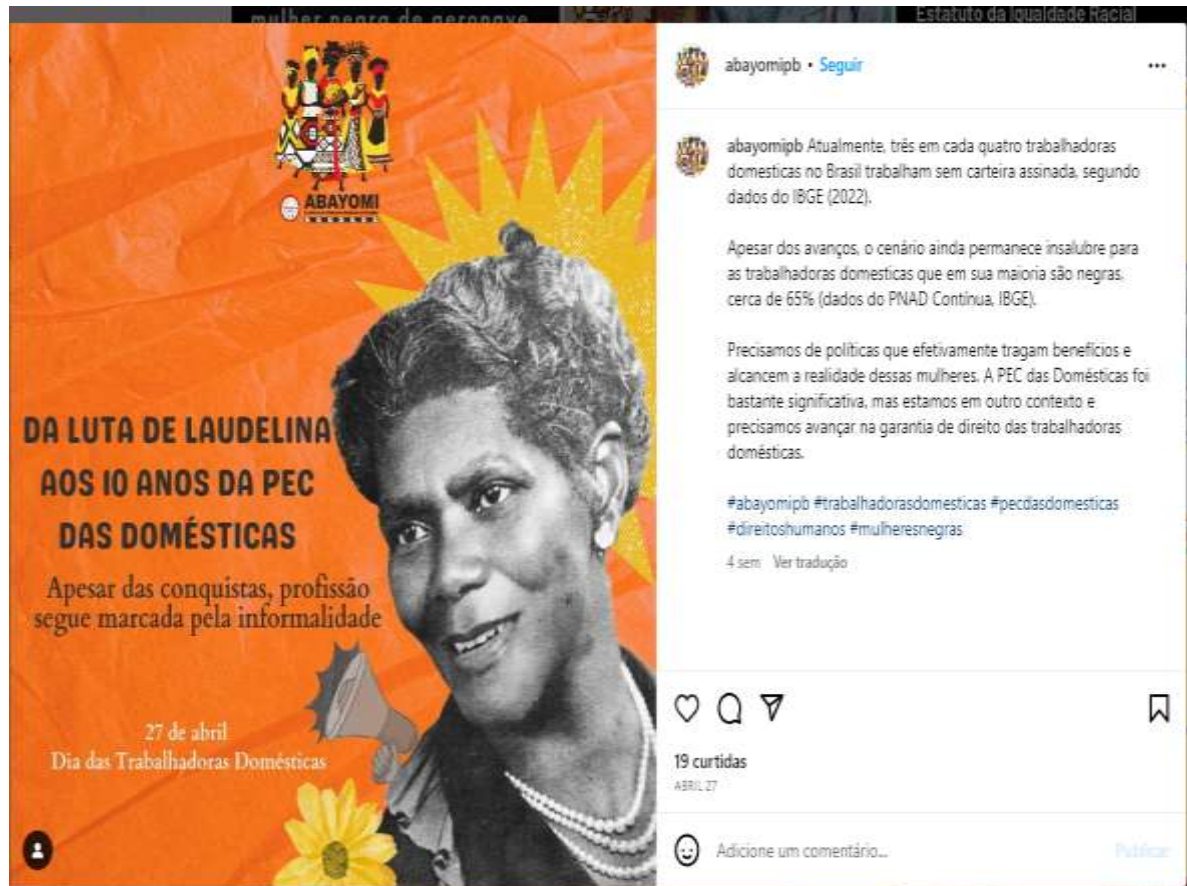 mulher negra de aeronave
Estatuto da Igualdade Racial
ABAYOMI
DA LUTA DE LAUDELINA
AOS 10 ANOS DA PEC
DAS DOMÉSTICAS
Apesar das conquistas, profissão
segue marcada pela informalidade
27 de abril
Dia das Trabalhadoras Domésticas
abayomipb • Seguir
abayomipb Atualmente, três em cada quatro trabalhadoras
domesticas no Brasil trabalham sem carteira assinada, segundo
dados do IBGE (2022).
Apesar dos avanços, o cenário ainda permanece insalubre para
as trabalhadoras domesticas que em sua maioria são negras,
cerca de 65% (dados do PNAD Contínua, IBGE).
Precisamos de políticas que efetivamente tragam benefícios e
alcancem a realidade dessas mulheres. A PEC das Domésticas foi
bastante significativa, mas estamos em outro contexto e
precisamos avançar na garantia de direito das trabalhadoras
domésticas.
#abayomipb #trabalhadorasdomesticas #pecdasdomesticas
#direitoshumanos #mulheresnegras
4 sem Ver tradução
19 curtidas
ABRIL 27
Adicione um comentário...
Publicar